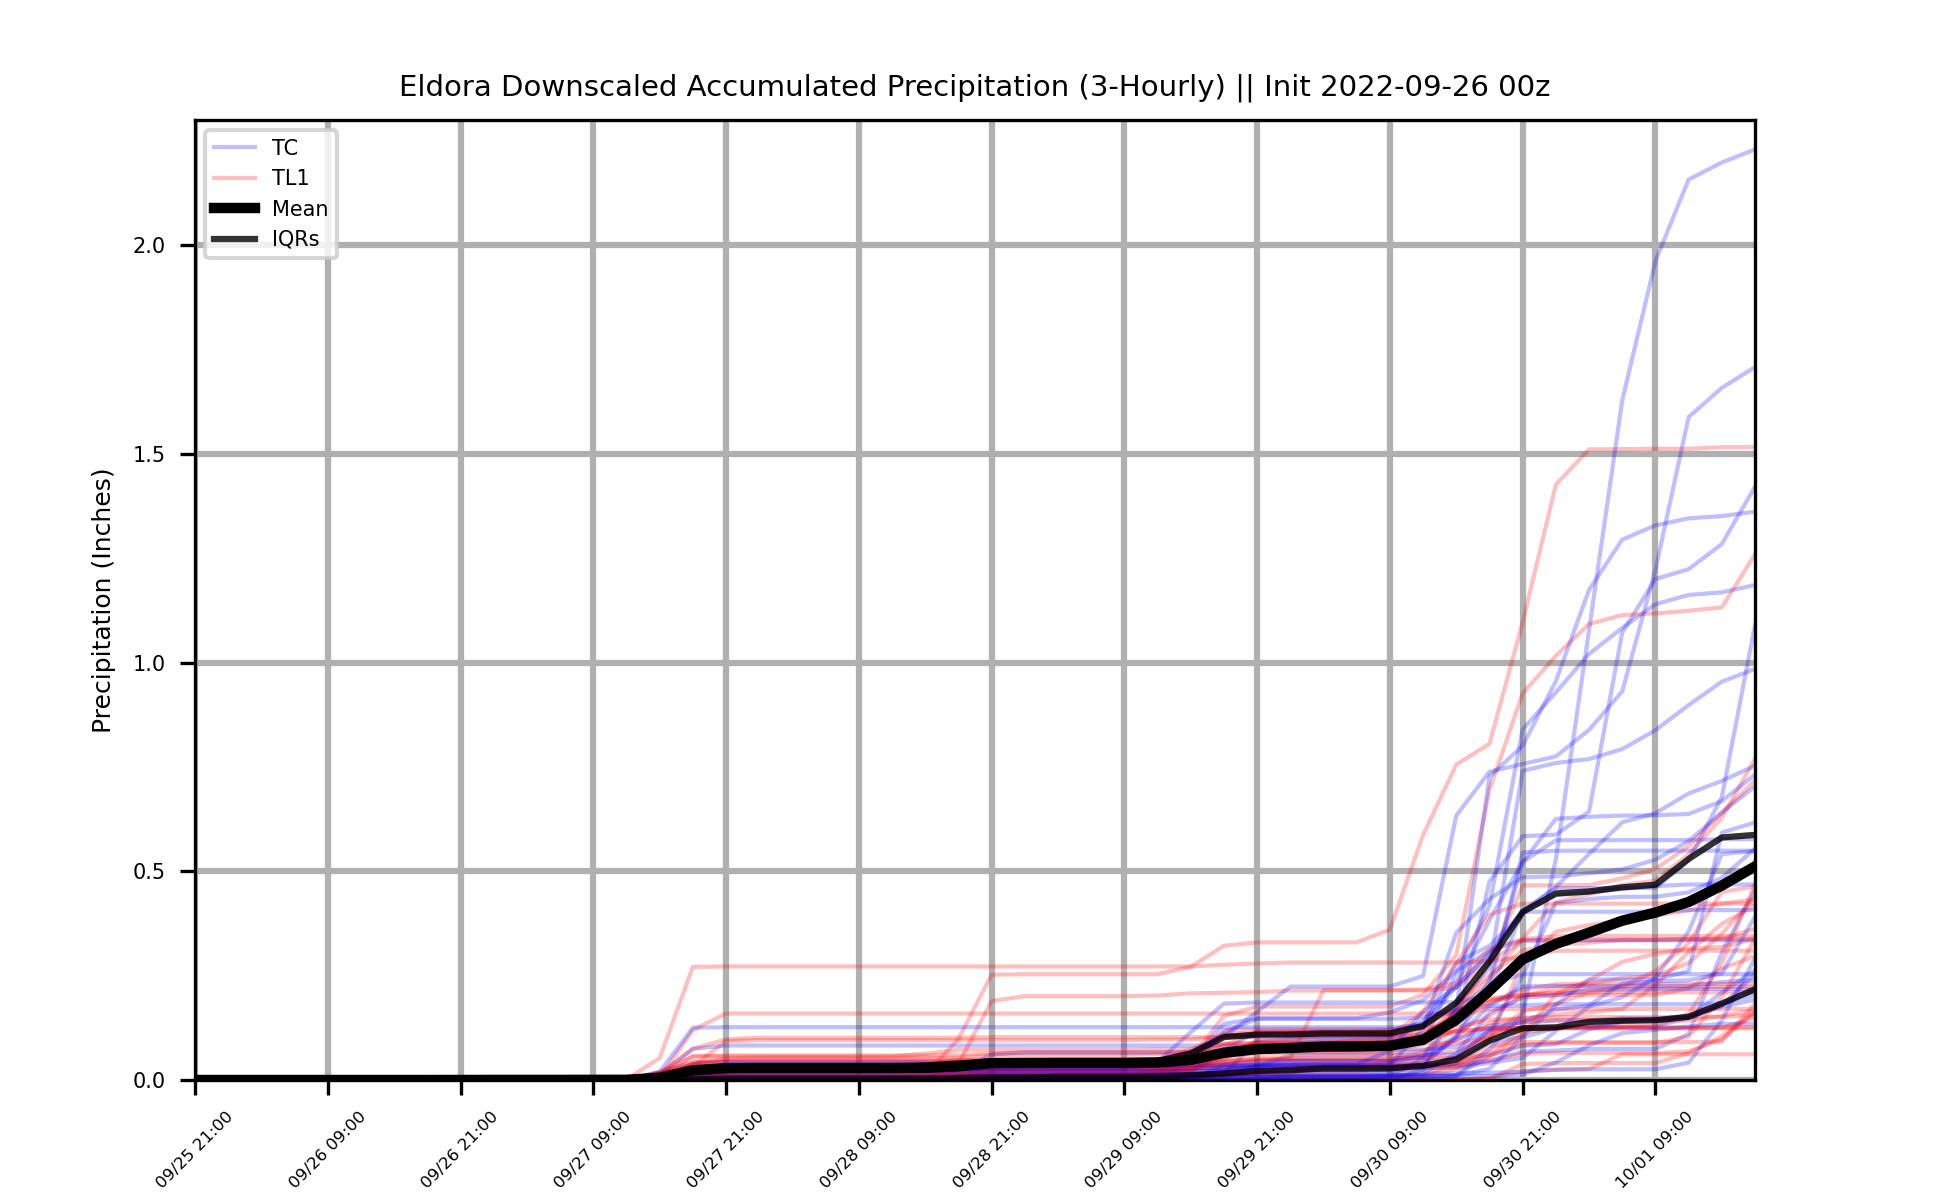 Eldora Downscaled Accumulated Precipitation (3-Hourly) || Init 2022-09-26 00z
TC
TL1
Mean
IQRs
Precipitation (Inches)
2.0
1.5
1.0
0.5
0.0
09/25 21:00
09/26 09:00
09/26 21:00
09/27 09:00
09/27 21:00
09/28 09:00
09/28 21:00
09/29 09:00
09/29 21:00
09/30 09:00
09/30 21:00
10/01 09:00